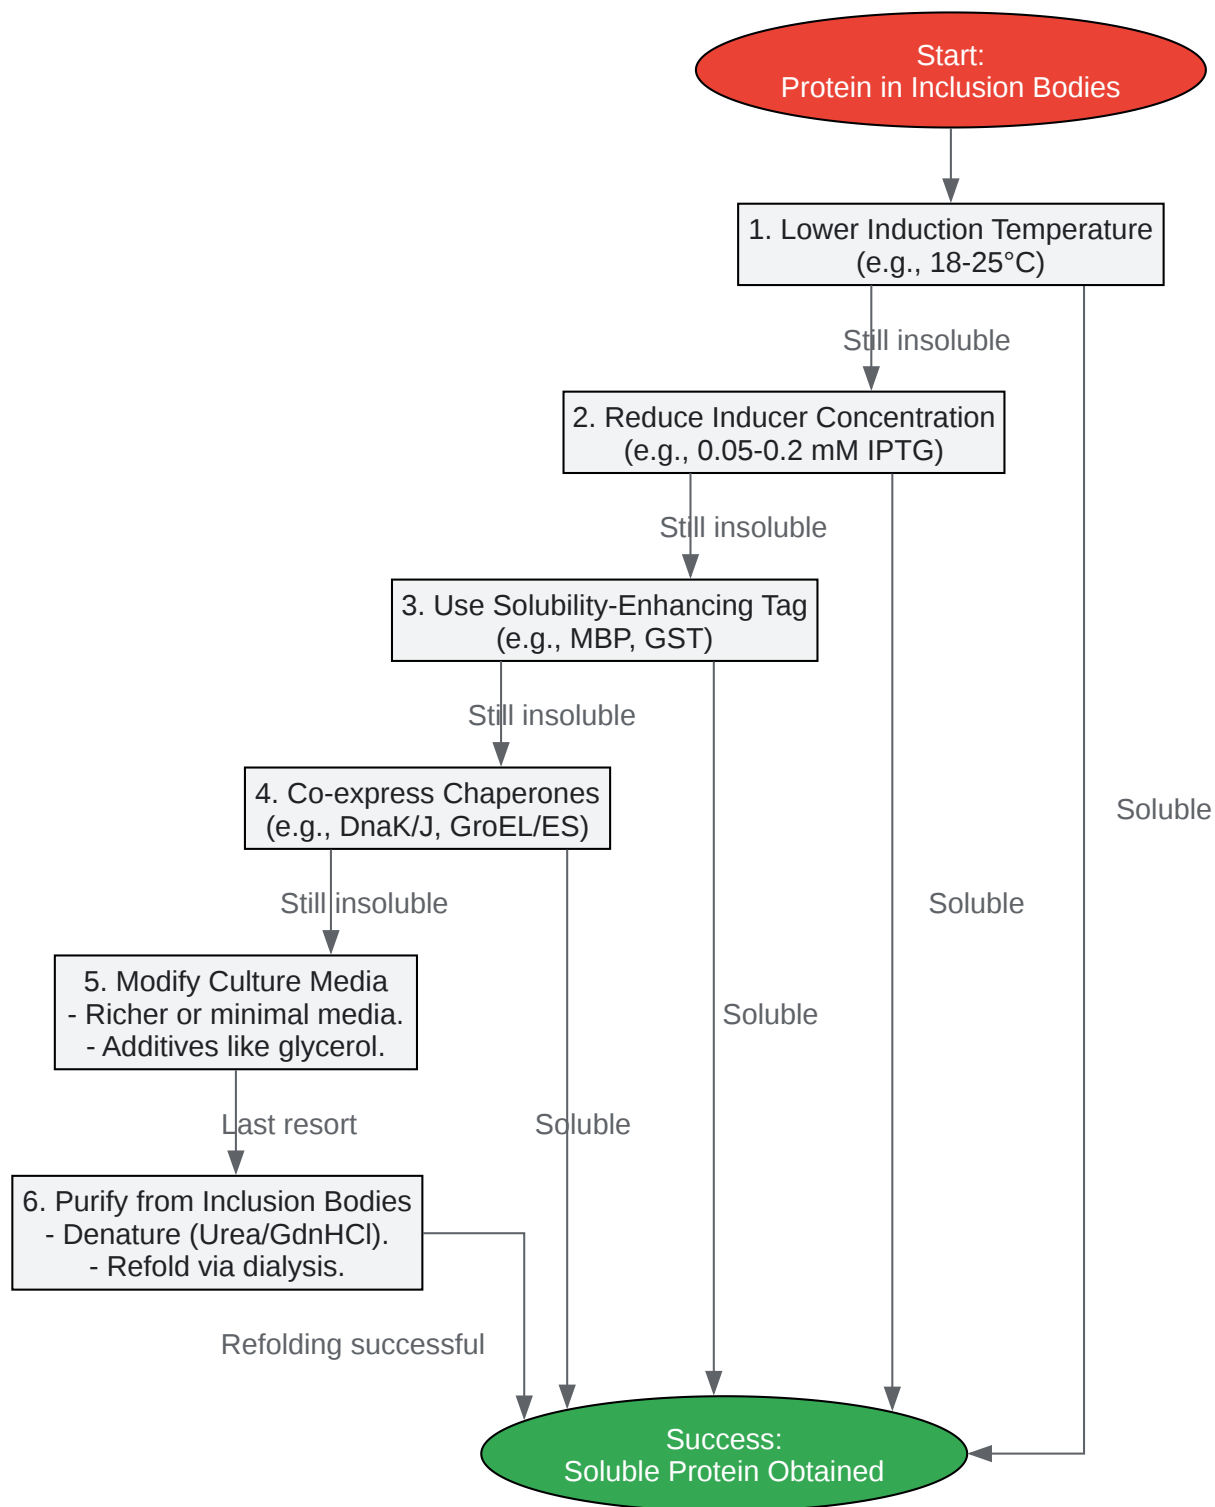 Start:
Protein in Inclusion Bodies
1. Lower Induction Temperature
(e.g., 18-25°C)
Still insoluble
2. Reduce Inducer Concentration
(e.g., 0.05-0.2 mM IPTG)
Still insoluble
3. Use Solubility-Enhancing Tag
(e.g., MBP, GST)
Still insoluble
4. Co-express Chaperones
(e.g., DnaK/J, GroEL/ES)
Soluble
Still insoluble
Soluble
5. Modify Culture Media
- Richer or minimal media.
- Additives like glycerol.
Soluble
Last resort
Soluble
6. Purify from Inclusion Bodies
- Denature (Urea/GdnHCl).
- Refold via dialysis.
Refolding successful
Success:
Soluble Protein Obtained